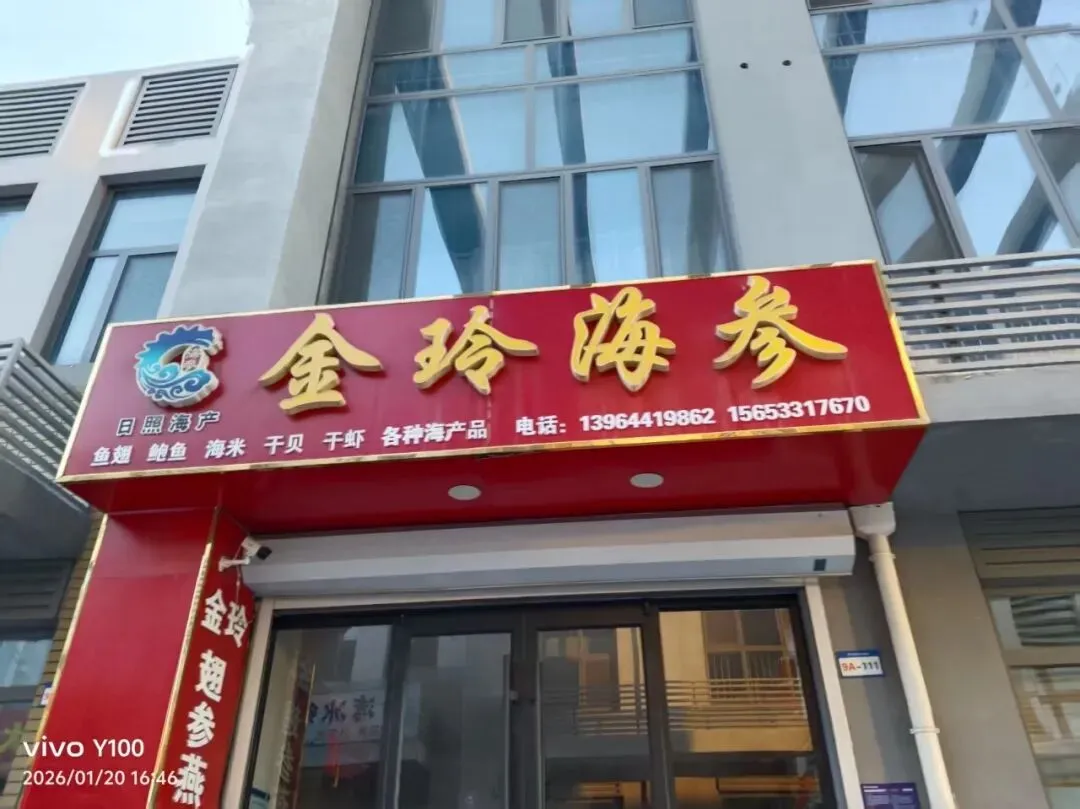 金玲海参
日照海产
鱼翅 鲍鱼 海米 干贝 干虾 各种海产品 电话：13964419862 15653317670
金玲
翅参燕
9A-111
vivo Y100
2026/01/20 16:46